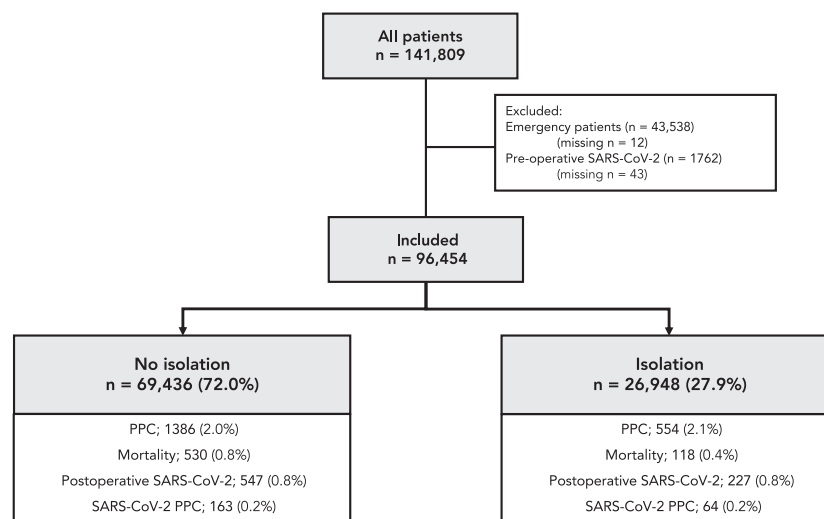 All patients
n = 141,809
Excluded:
Emergency patients (n = 43,538)
(missing n = 12)
Pre-operative SARS-CoV-2 (n = 1762)
(missing n = 43)
Included
n = 96,454
No isolation
n = 69,436 (72.0%)
PPC; 1386 (2.0%)
Mortality; 530 (0.8%)
Postoperative SARS-CoV-2; 547 (0.8%)
SARS-CoV-2 PPC; 163 (0.2%)
Isolation
n = 26,948 (27.9%)
PPC; 554 (2.1%)
Mortality; 118 (0.4%)
Postoperative SARS-CoV-2; 227 (0.8%)
SARS-CoV-2 PPC; 64 (0.2%)